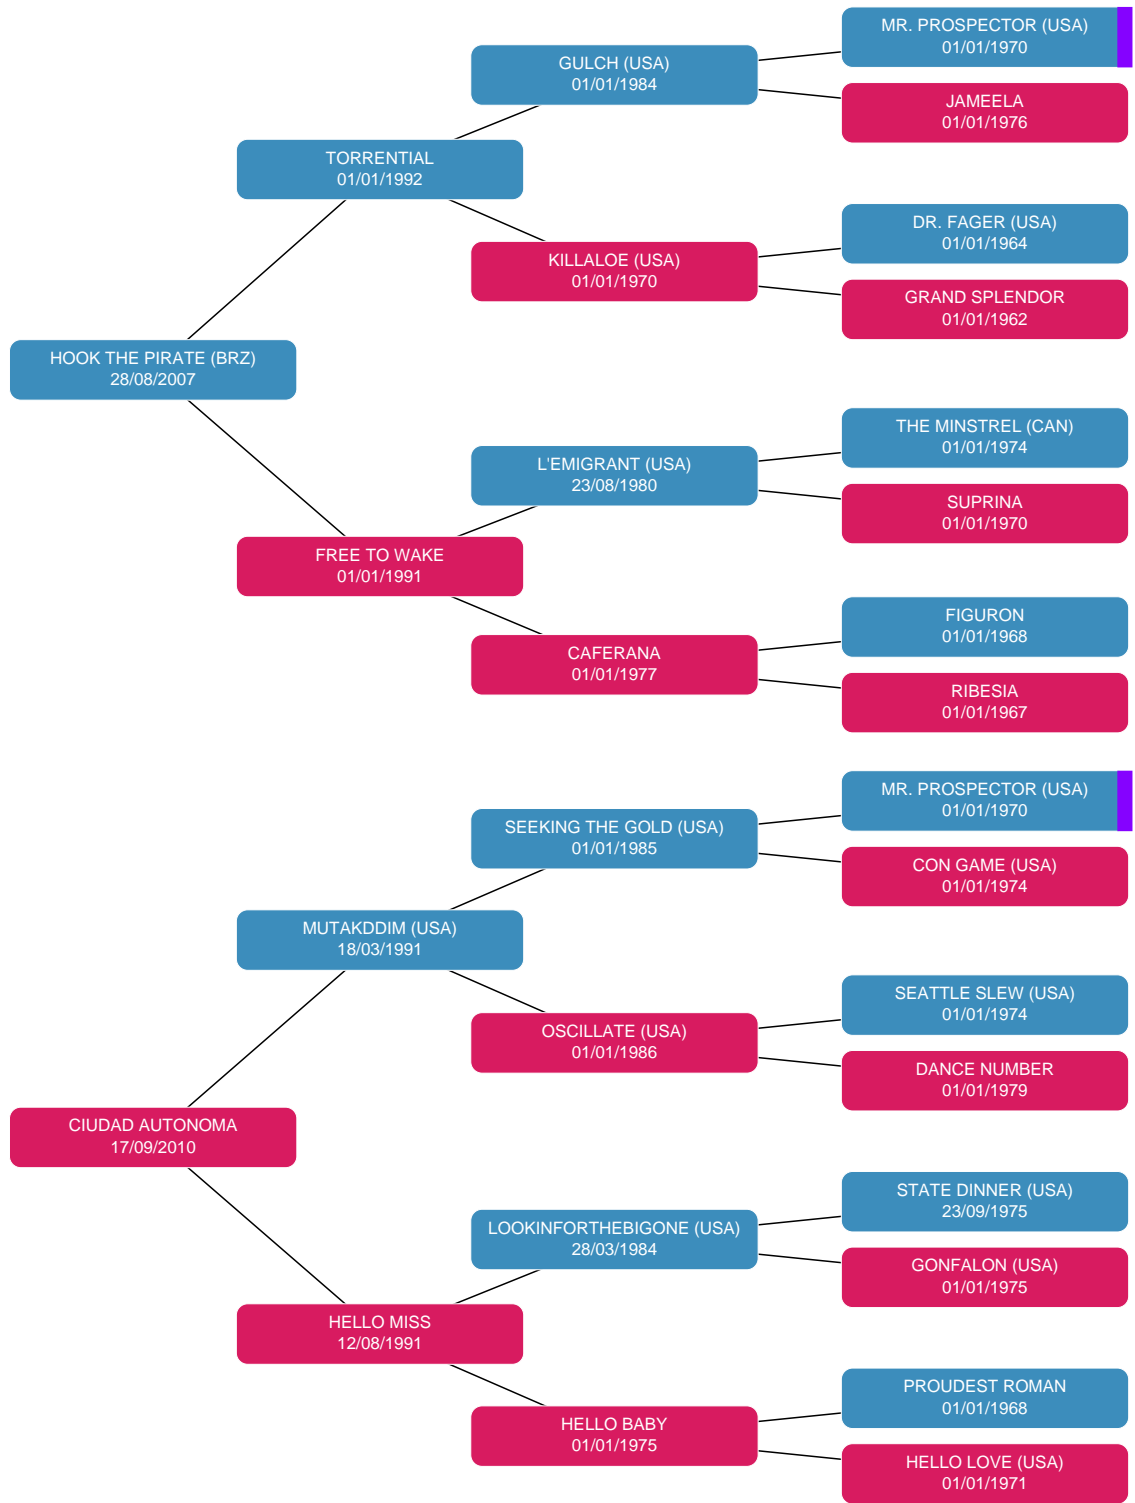 MR. PROSPECTOR (USA)
01/01/1970
GULCH (USA)
01/01/1984
JAMEELA
01/01/1976
TORRENTIAL
01/01/1992
DR. FAGER (USA)
01/01/1964
KILLALOE (USA)
01/01/1970
GRAND SPLENDOR
01/01/1962
HOOK THE PIRATE (BRZ)
28/08/2007
THE MINSTREL (CAN)
01/01/1974
L'EMIGRANT (USA)
23/08/1980
SUPRINA
01/01/1970
FREE TO WAKE
01/01/1991
FIGURON
01/01/1968
CAFERANA
01/01/1977
RIBESIA
01/01/1967
MR. PROSPECTOR (USA)
01/01/1970
SEEKING THE GOLD (USA)
01/01/1985
CON GAME (USA)
01/01/1974
MUTAKDDIM (USA)
18/03/1991
SEATTLE SLEW (USA)
01/01/1974
OSCILLATE (USA)
01/01/1986
DANCE NUMBER
01/01/1979
CIUDAD AUTONOMA
17/09/2010
STATE DINNER (USA)
23/09/1975
LOOKINFORTHEBIGONE (USA)
28/03/1984
GONFALON (USA)
01/01/1975
HELLO MISS
12/08/1991
PROUDEST ROMAN
01/01/1968
HELLO BABY
01/01/1975
HELLO LOVE (USA)
01/01/1971